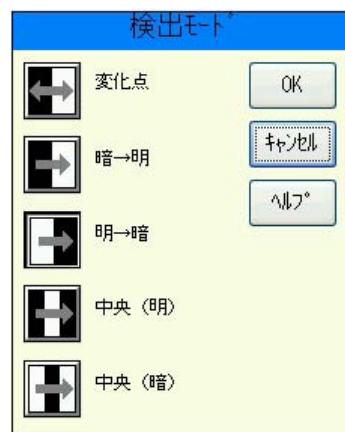 検出モード
変化点
OK
暗→明
キャンセル
ヘルプ
明→暗
中央（明）
中央（暗）